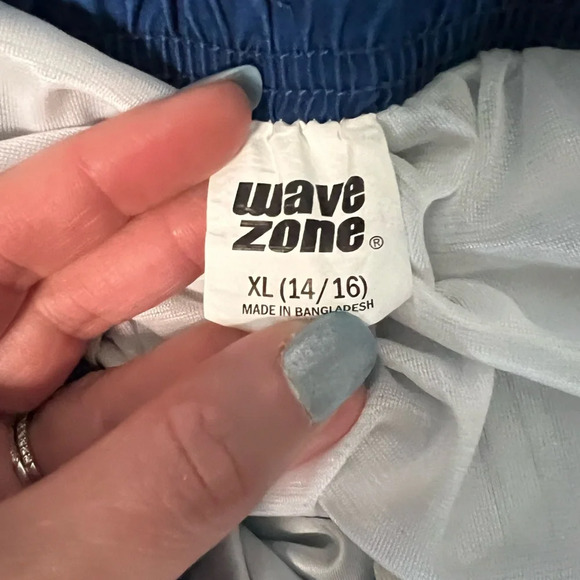 wave
zone®
XL (14/16)
MADE IN BANGLADESH